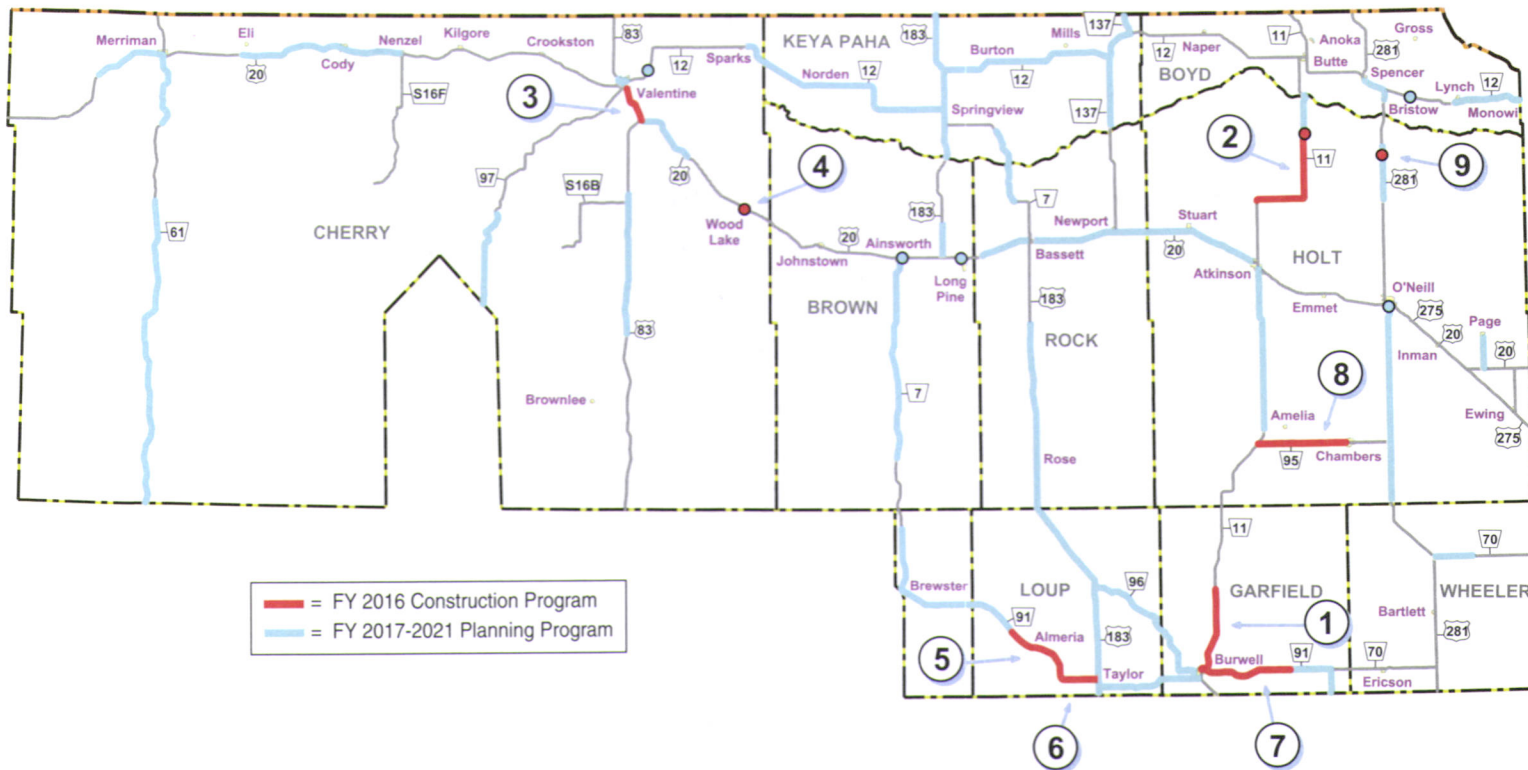 83
183
137
11
281
Gross
Merriman
Eli
Nenzel
Kilgore
Crookston
KEYA PAHA
Burton
Mills
12
Naper
Anoka
20
Cody
12
Sparks
Norden
12
12
BOYD
Butte
Spencer
Lynch
12
S16F
3
Valentine
Springview
137
Bristow
Monowi
2
11
9
281
97
S16B
20
4
183
7
Newport
Stuart
61
CHERRY
Wood
Lake
20
Ainsworth
Johnstown
Long
Pine
Bassett
20
Atkinson
HOLT
Emmet
O'Neill
275
20
Page
20
83
BROWN
183
ROCK
Inman
8
Brownlee
7
Amelia
Ewing
275
Rose
95
Chambers
11
70
= FY 2016 Construction Program
= FY 2017-2021 Planning Program
Brewster
LOUP
96
GARFIELD
1
Bartlett
WHEELER
91
Almeria
183
281
5
Taylor
Burwell
91
70
Ericson
6
7